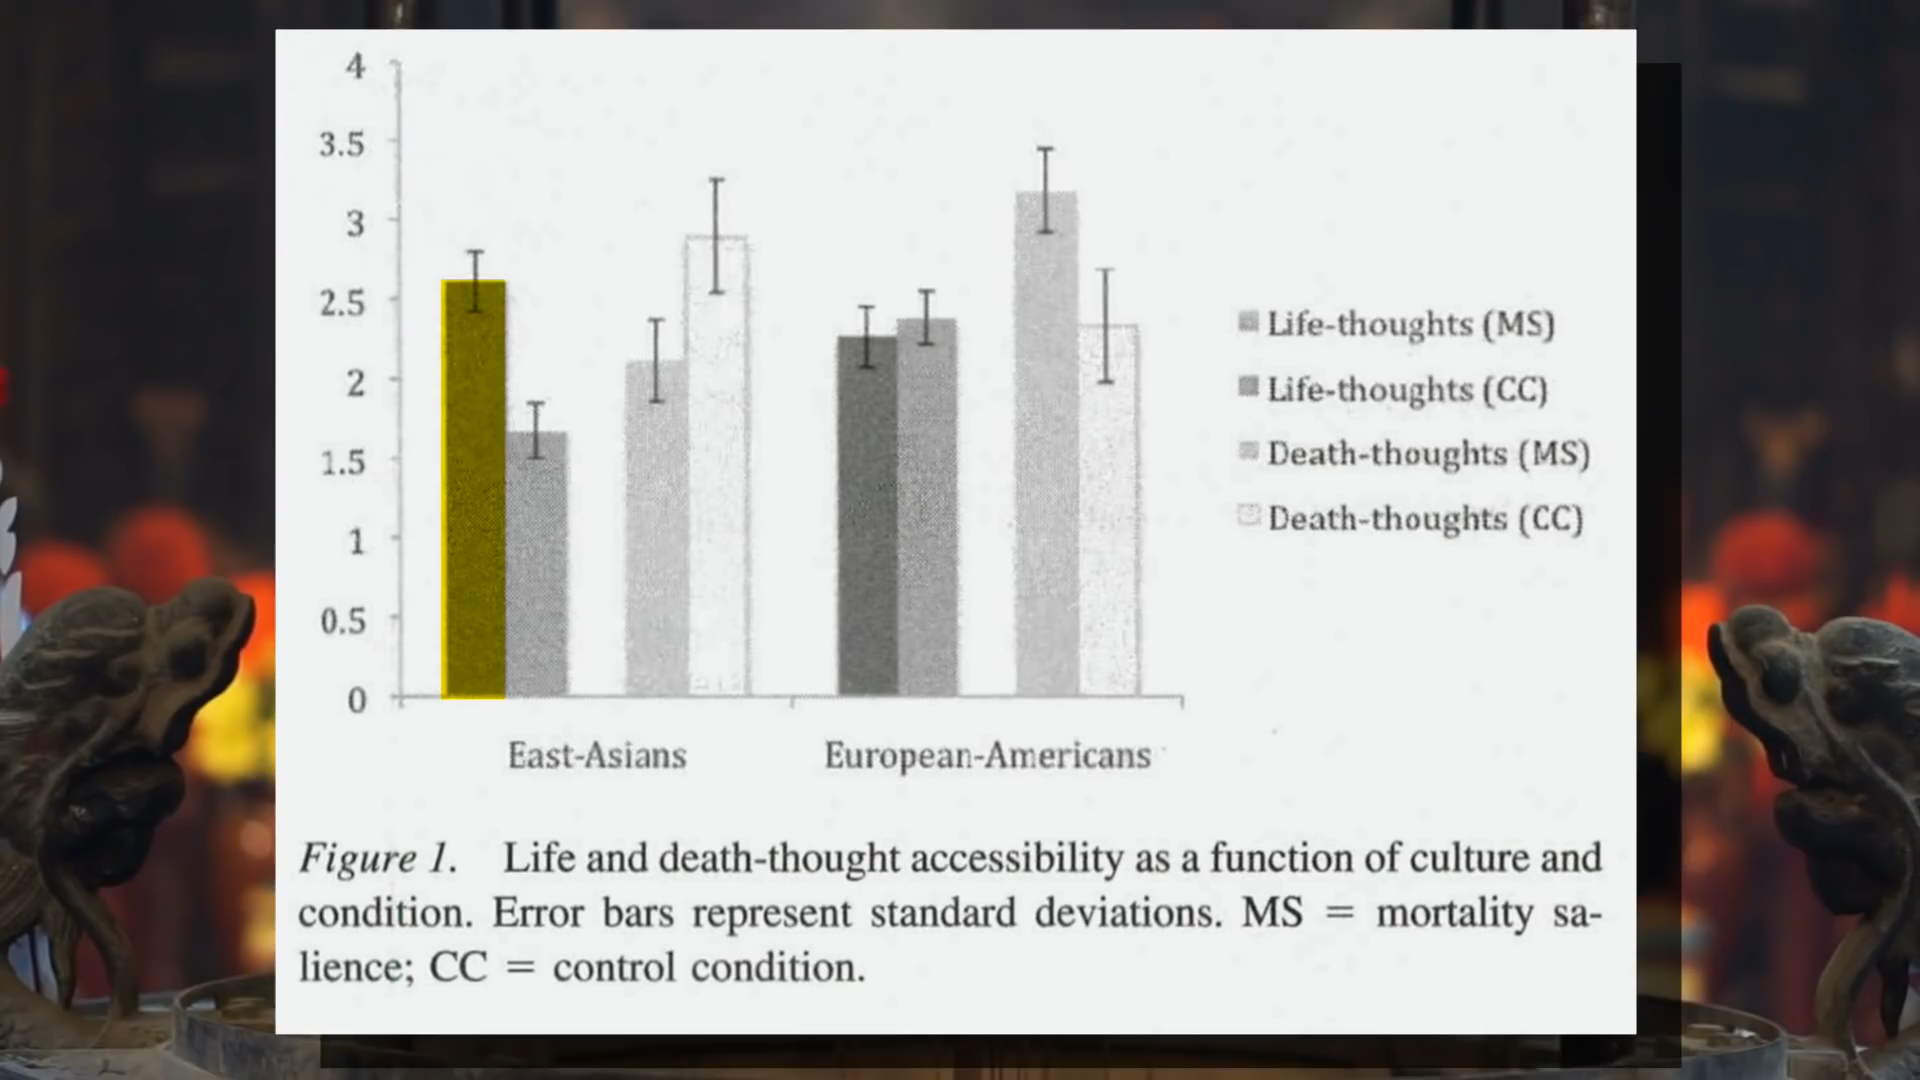 4
3.5
3
2.5
2
1.5
1
0.5
0
East-Asians European-Americans
Life-thoughts (MS)
Life-thoughts (CC)
Death-thoughts (MS)
Death-thoughts (CC)
Figure 1. Life and death-thought accessibility as a function of culture and
condition. Error bars represent standard deviations. MS = mortality sa-
lience; CC = control condition.